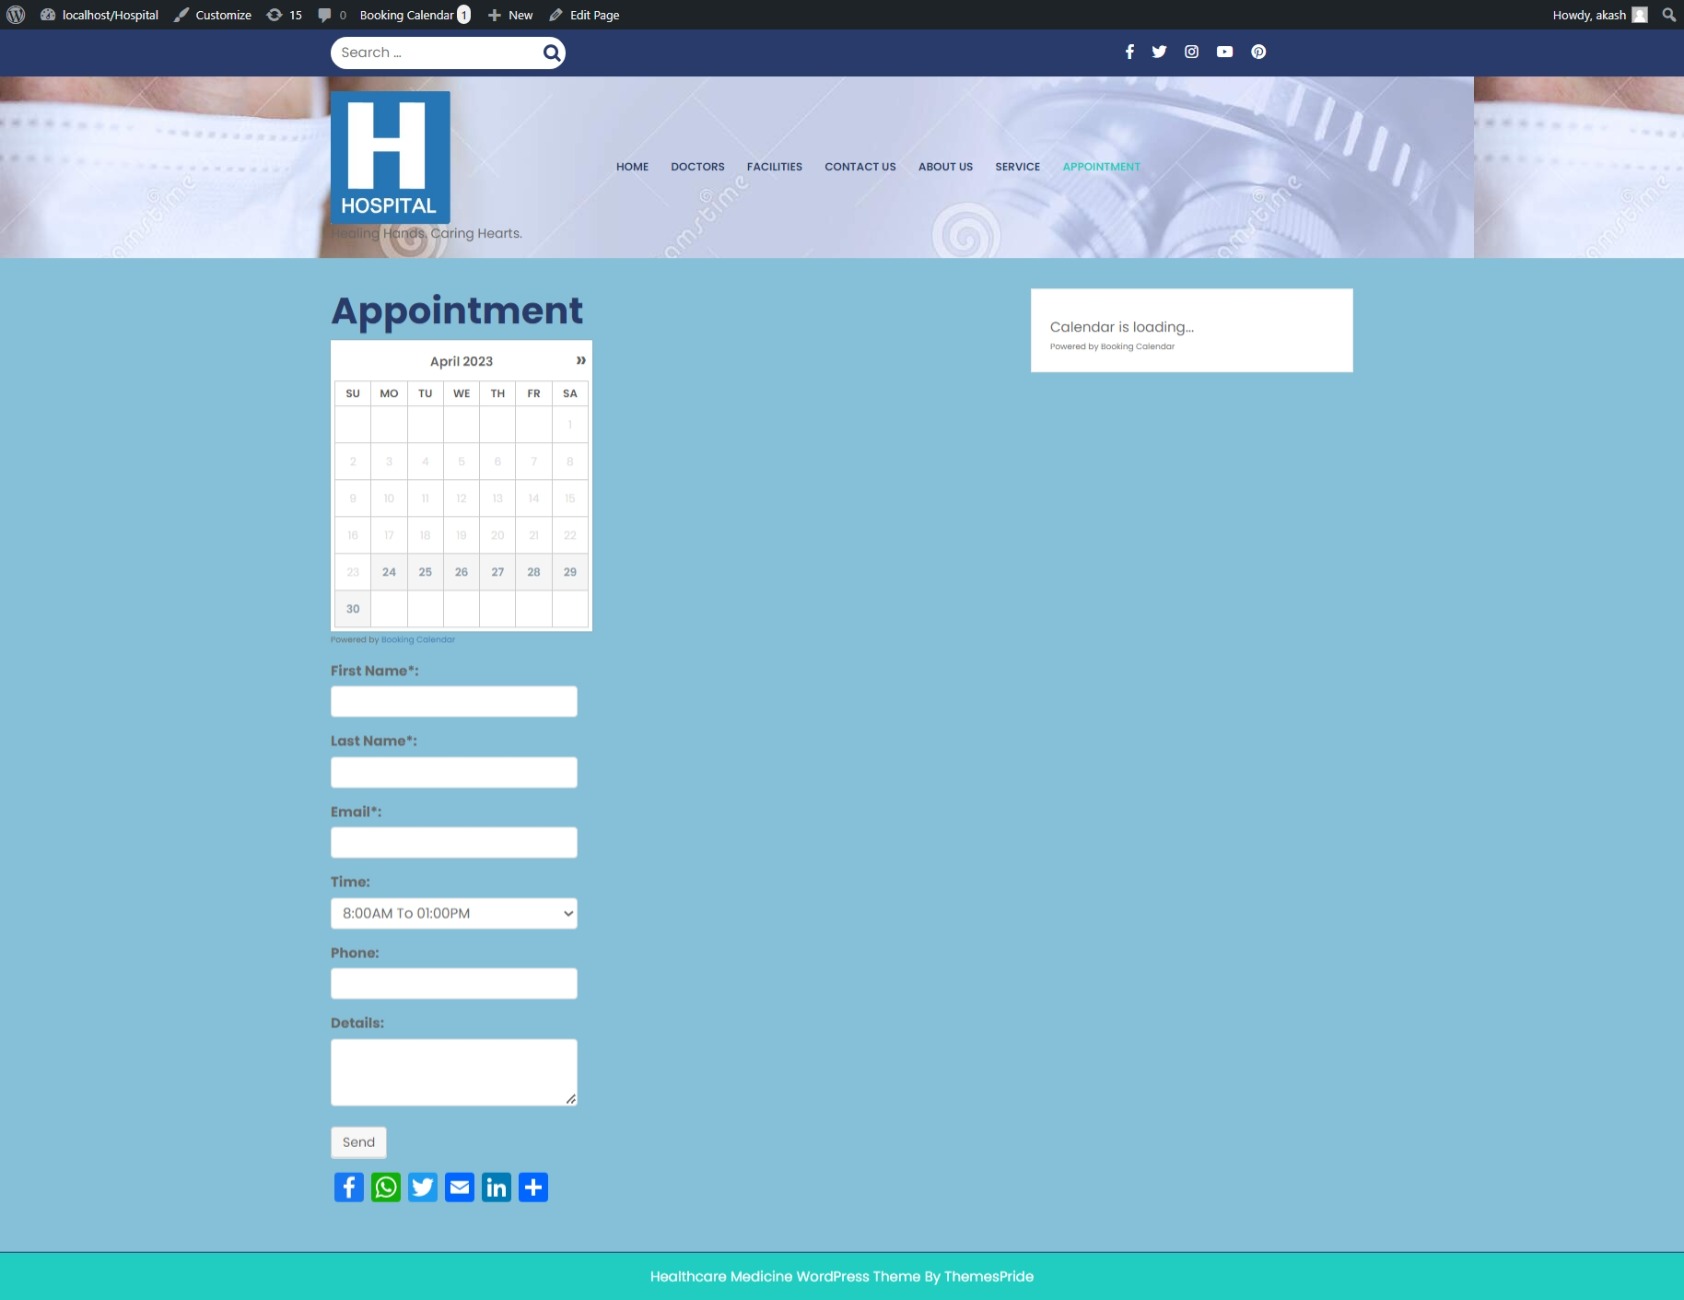 localhost/Hospital Customize 15 0 Booking Calendar 1 New Edit Page Howdy, akash
Search …
H
HOSPITAL
Healing Hands. Caring Hearts.
HOME DOCTORS FACILITIES CONTACT US ABOUT US SERVICE APPOINTMENT
Appointment
April 2023 »
SU MO TU WE TH FR SA
1
2 3 4 5 6 7 8
9 10 11 12 13 14 15
16 17 18 19 20 21 22
23 24 25 26 27 28 29
30
Powered by Booking Calendar
First Name*:
Last Name*:
Email*:
Time:
8:00AM To 01:00PM
Phone:
Details:
Send
Calendar is loading...
Powered by Booking Calendar
Healthcare Medicine WordPress Theme By ThemesPride